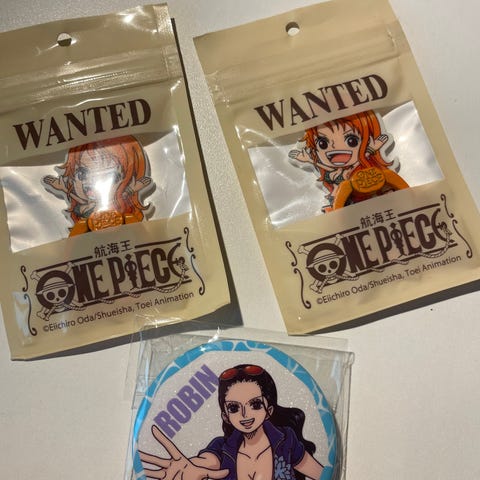 WANTED
航海王
ONE PIECE
©Eiichiro Oda/Shueisha, Toei Animation
WANTED
航海王
ONE PIECE
©Eiichiro Oda/Shueisha, Toei Animation
ROBIN